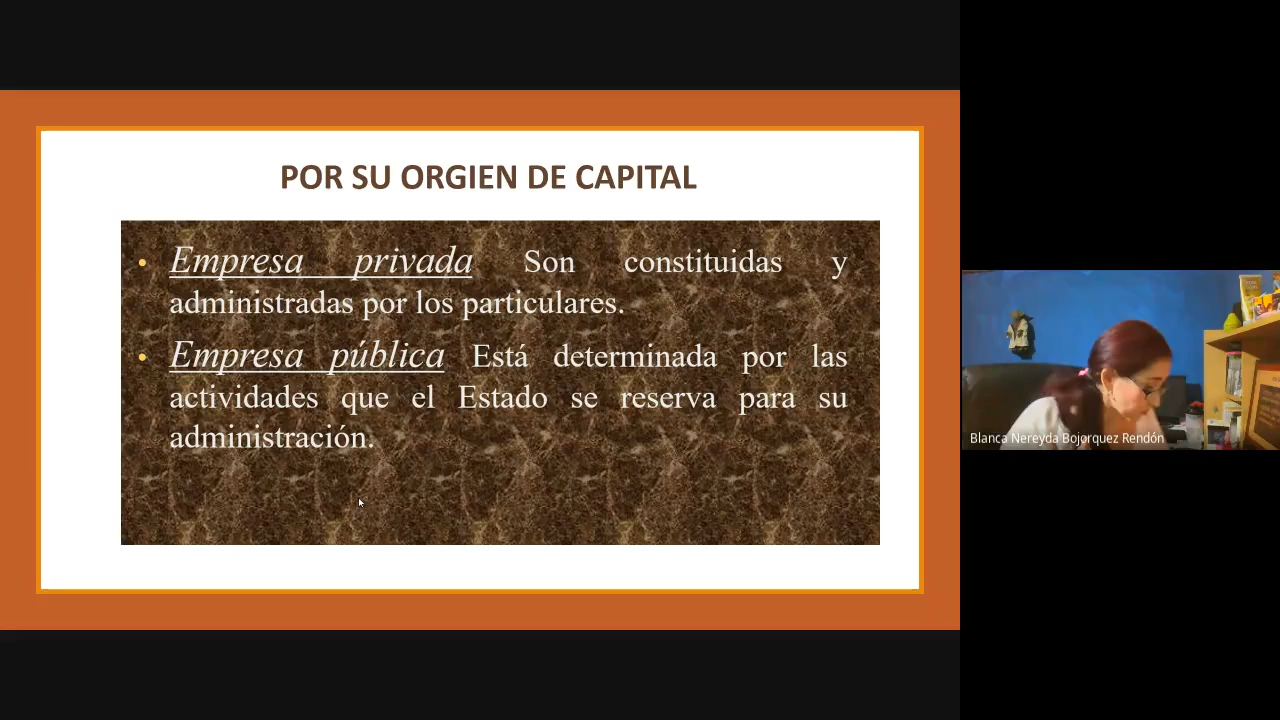 POR SU ORGIEN DE CAPITAL
• Empresa privada Son constituidas y
administradas por los particulares.
• Empresa pública Está determinada por las
actividades que el Estado se reserva para su
administración.
Blanca Nereyda Bojorquez Rendón